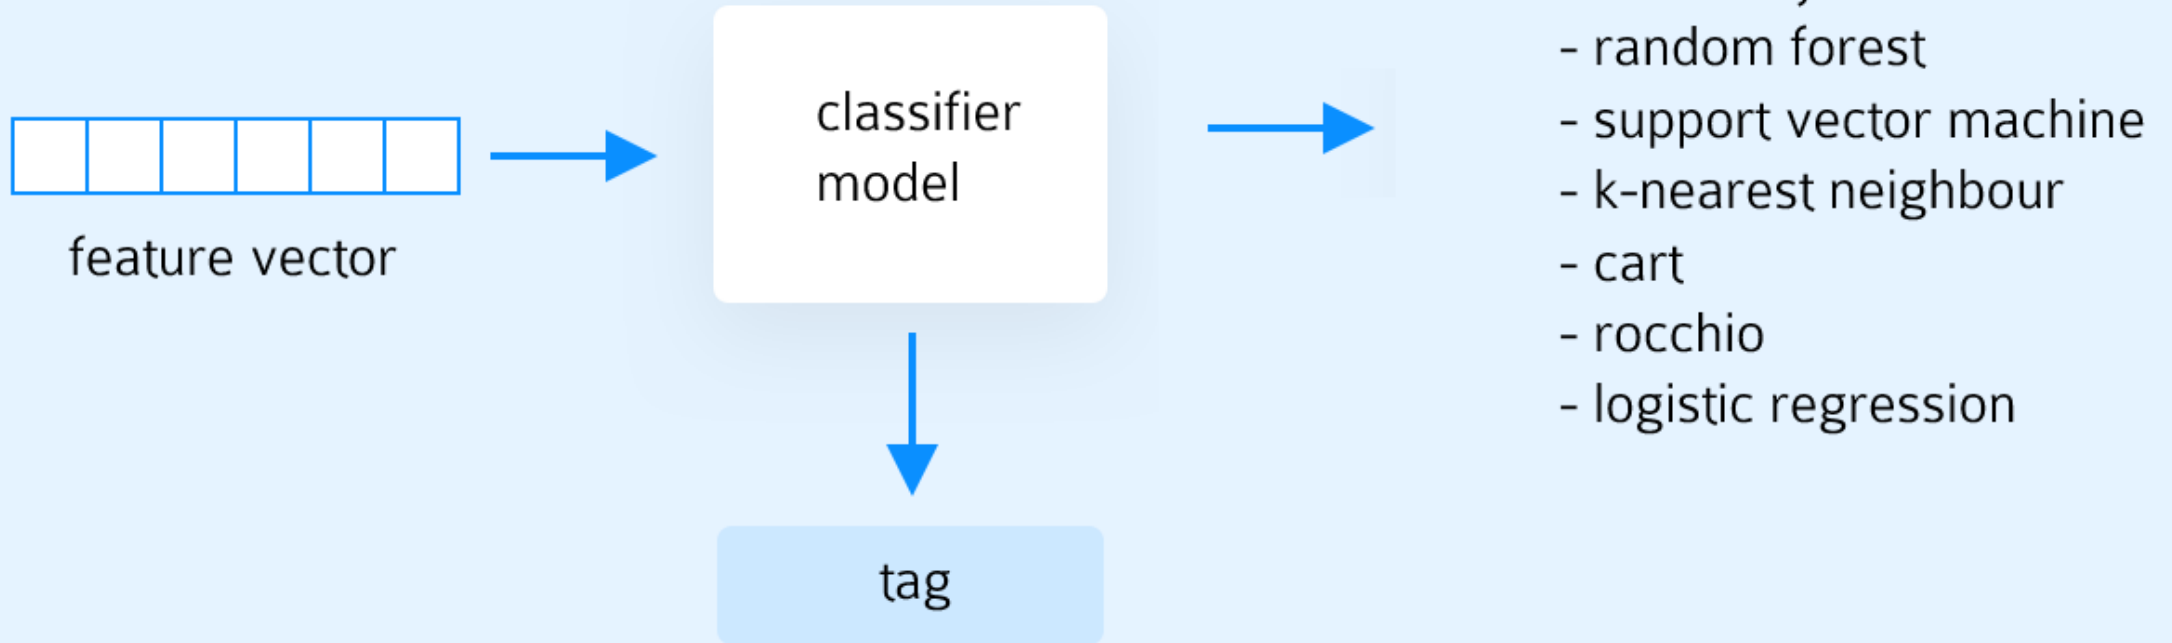 feature vector
classifier
model
tag
- random forest
- support vector machine
- k-nearest neighbour
- cart
- rocchio
- logistic regression